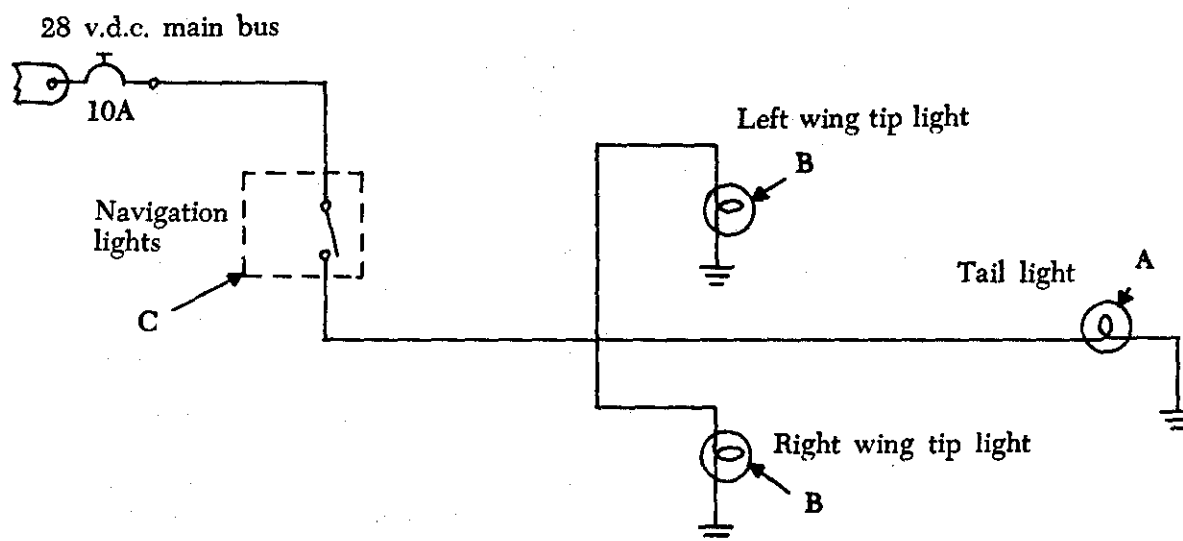 28 v.d.c. main bus
10A
Left wing tip light
B
Navigation
lights
Tail light
A
C
Right wing tip light
B